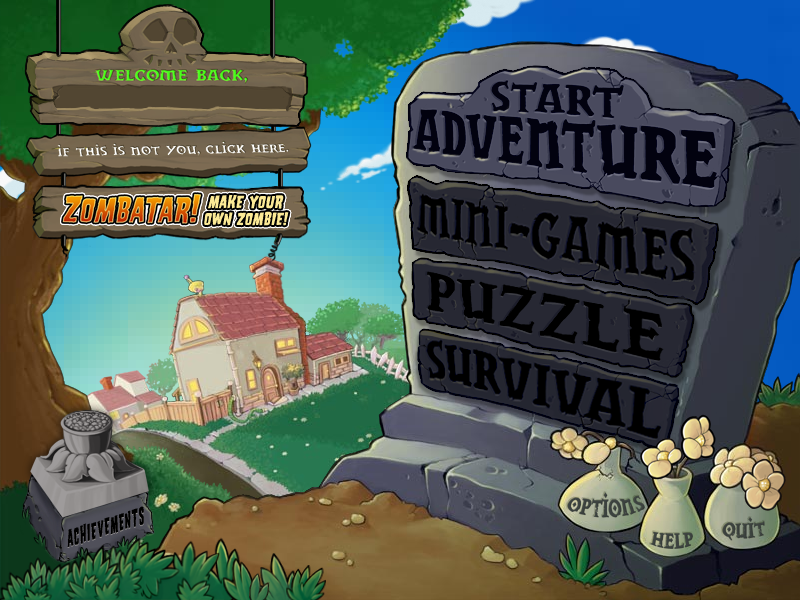 WELCOME BACK,
IF THIS IS NOT YOU, CLICK HERE.
ZOMBATAR! MAKE YOUR
OWN ZOMBIE!
START
ADVENTURE
MINI-GAMES
PUZZLE
SURVIVAL
ACHIEVEMENTS
OPTIONS
HELP
QUIT